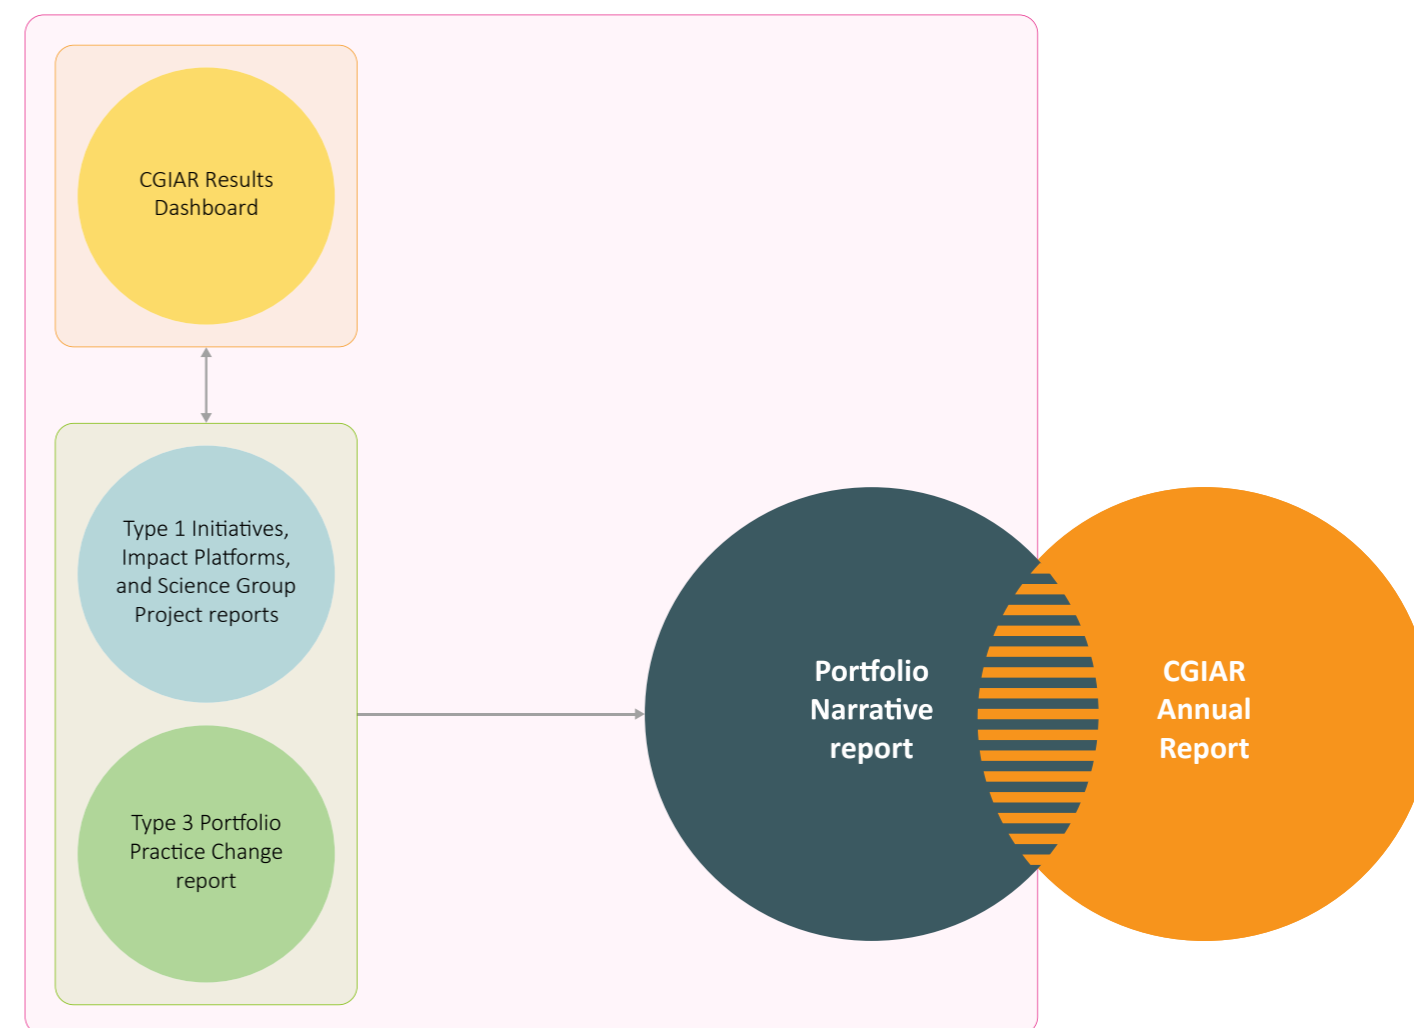 CGIAR Results
Dashboard
Type 1 Initiatives,
Impact Platforms,
and Science Group
Project reports
Type 3 Portfolio
Practice Change
report
Portfolio
Narrative
report
CGIAR
Annual
Report